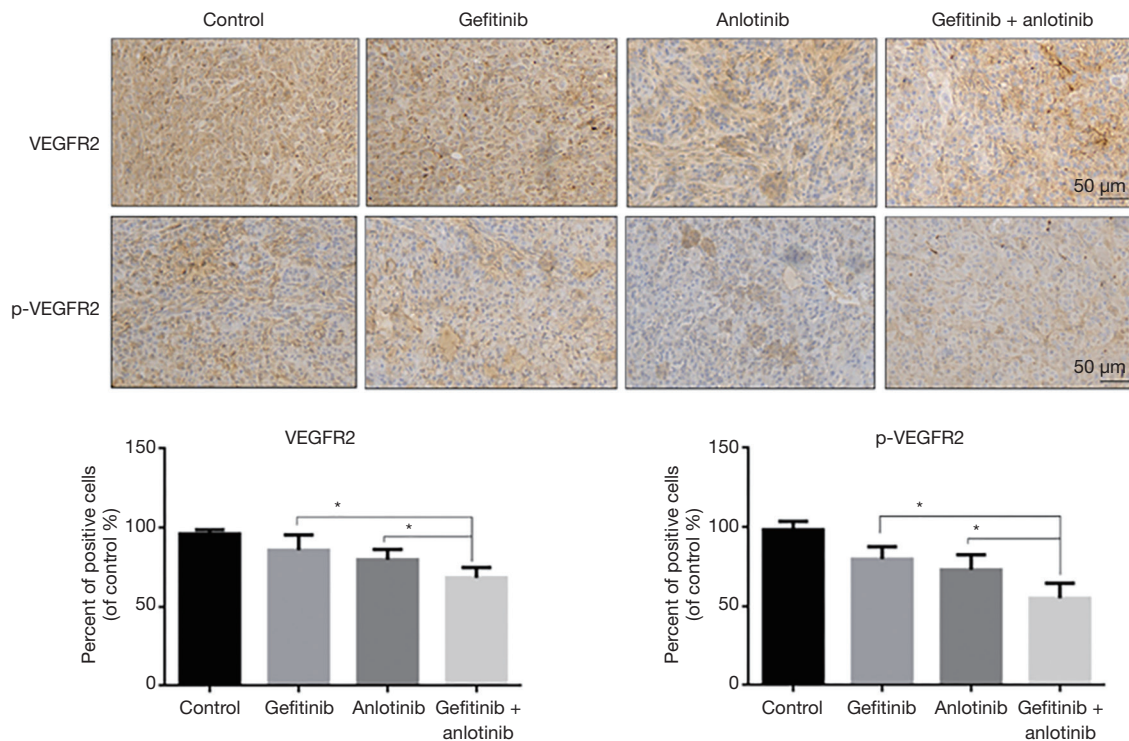 Control
Gefitinib
Anlotinib
Gefitinib + anlotinib
VEGFR2
50 µm
p-VEGFR2
50 µm
VEGFR2
Percent of positive cells
(of control %)
150
100
50
0
*
*
Control
Gefitinib
Anlotinib
Gefitinib +
anlotinib
p-VEGFR2
Percent of positive cells
(of control %)
150
100
50
0
*
*
Control
Gefitinib
Anlotinib
Gefitinib +
anlotinib